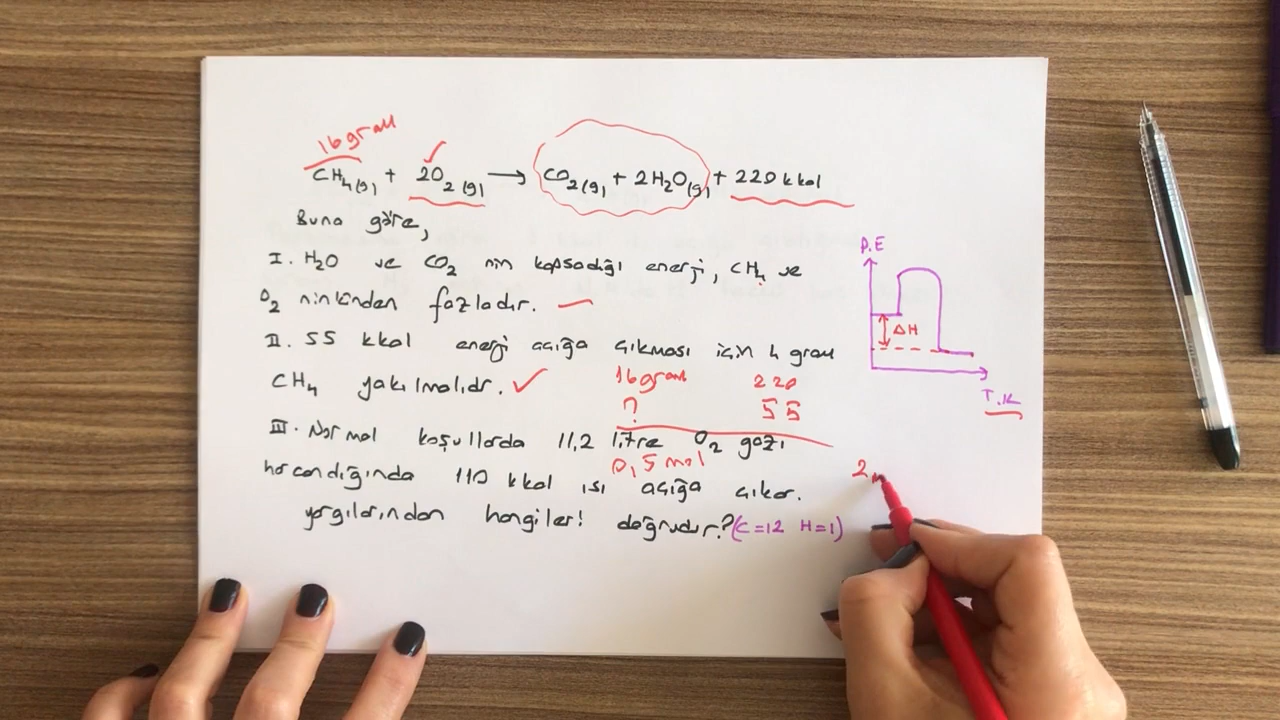 16 gram
CH4(g) + 2O2(g) → CO2(g) + 2H2O(g) + 220 kkal
Buna göre,
I. H2O ve CO2 nin kapsadığı enerji, CH4 ve
O2 ninkinden fazladır.
II. 55 kkal enerji açığa çıkması için 4 gram
CH4 yakılmalıdır. ✓
16 gram 220
? 55
III. Normal koşullarda 11,2 litre O2 gazı
0,5 mol
harcandığında 110 kkal ısı açığa çıkar.
yargılarından hangileri doğrudur? (C=12 H=1)
P.E
ΔH
T.K
2m